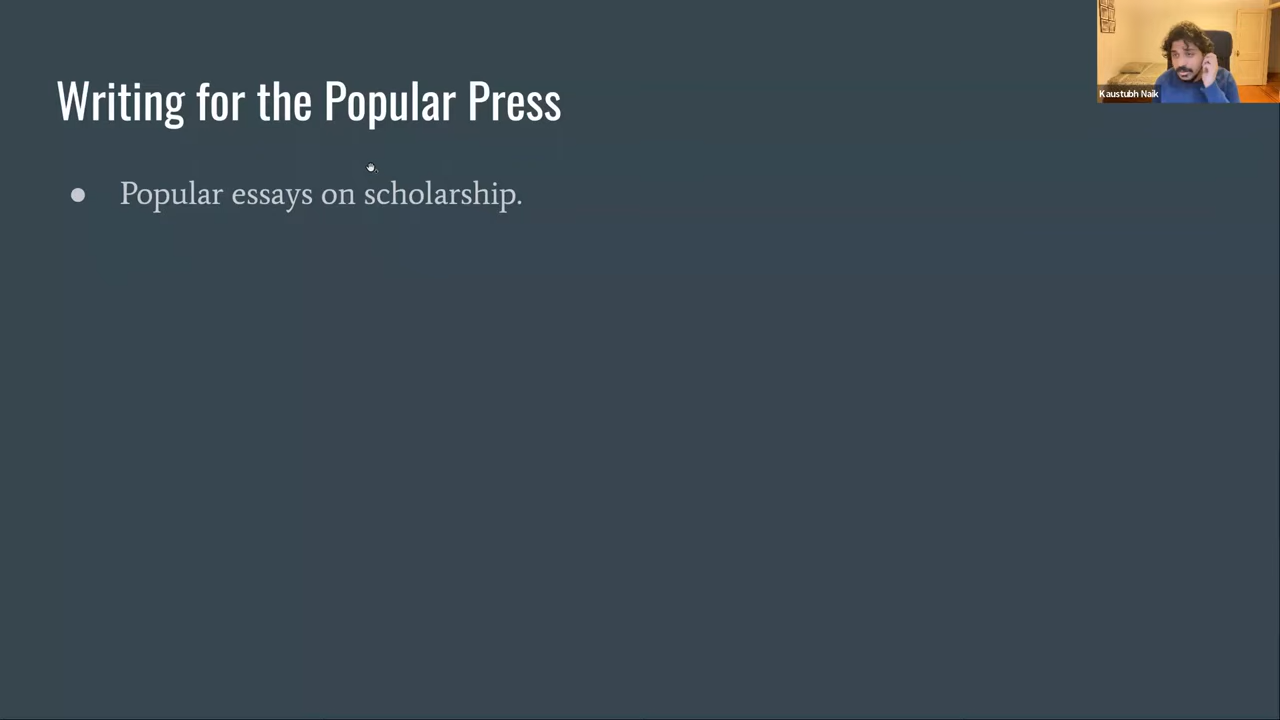 Writing for the Popular Press
● Popular essays on scholarship.
Kaustubh Naik